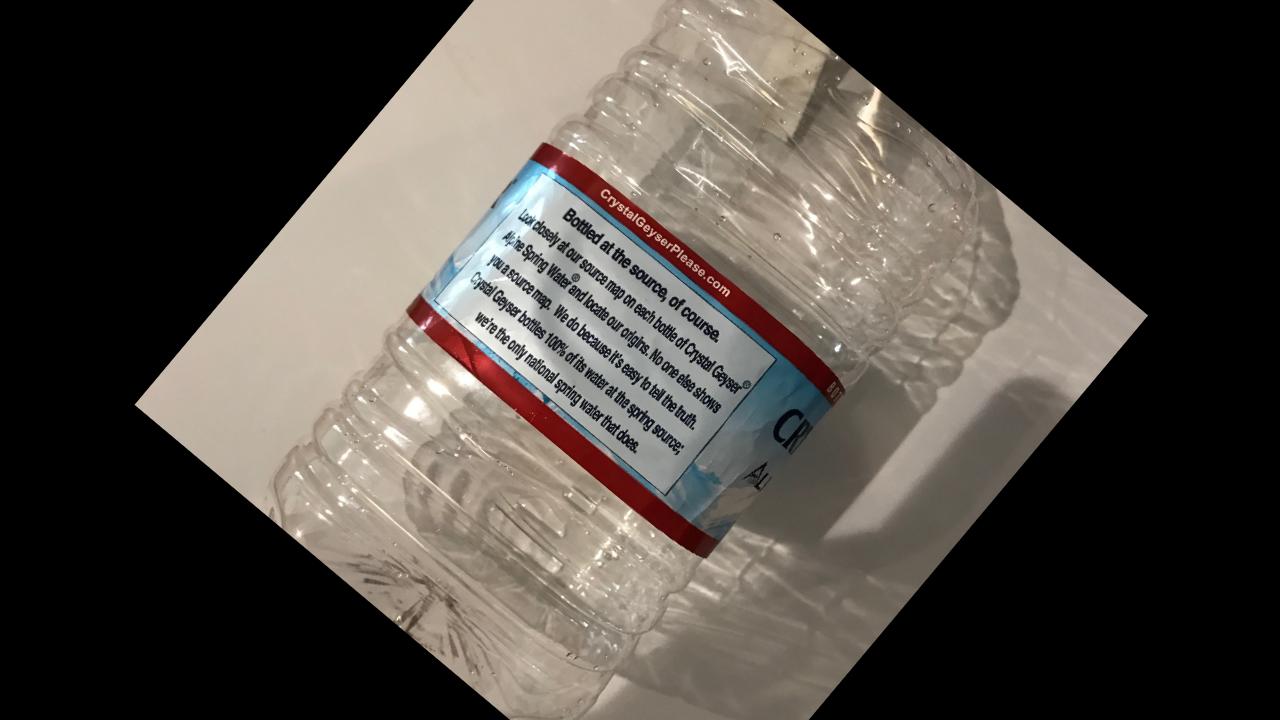 CrystalGeyserPlease.com
Bottled at the source, of course.
Look closely at our source map on each bottle of Crystal Geyser®
Alpine Spring Water® and locate our origins. No one else shows
you a source map. We do because it's easy to tell the truth.
Crystal Geyser bottles 100% of its water at the spring source;
we're the only national spring water that does.